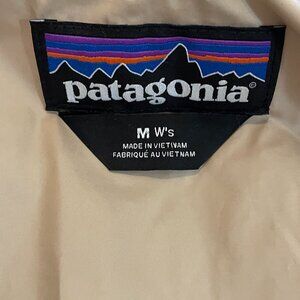 patagonia®
M W's
MADE IN VIETNAM
FABRIQUÉ AU VIETNAM